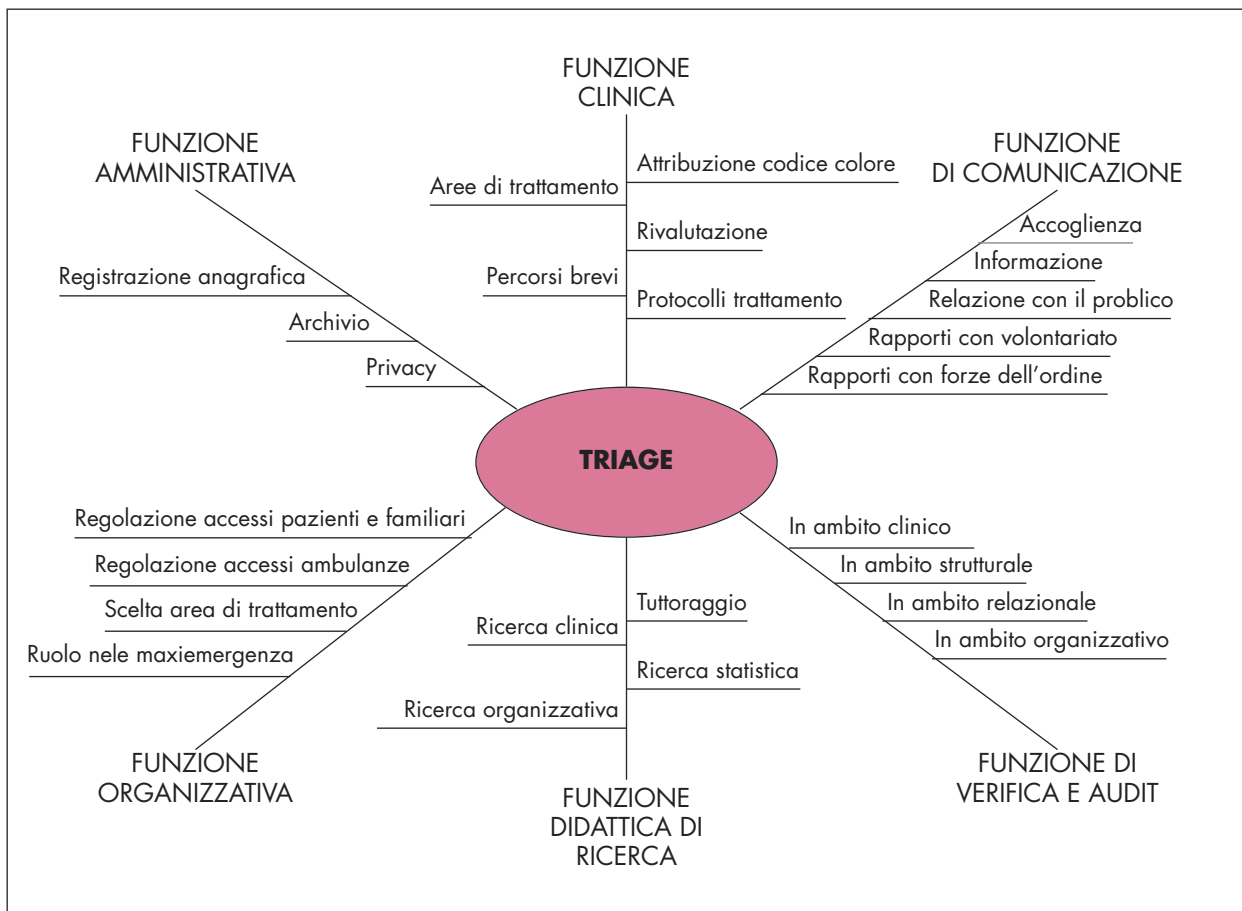 FUNZIONE
CLINICA
FUNZIONE
AMMINISTRATIVA
FUNZIONE
DI COMUNICAZIONE
Aree di trattamento
Attribuzione codice colore
Rivalutazione
Percorsi brevi
Protocolli trattamento
Registrazione anagrafica
Archivio
Privacy
Accoglienza
Informazione
Relazione con il problico
Rapporti con volontariato
Rapporti con forze dell'ordine
TRIAGE
Regolazione accessi pazienti e familiari
Regolazione accessi ambulanze
Scelta area di trattamento
Ruolo nele maxiemergenza
Tuttoraggio
Ricerca clinica
Ricerca statistica
Ricerca organizzativa
In ambito clinico
In ambito strutturale
In ambito relazionale
In ambito organizzativo
FUNZIONE
ORGANIZZATIVA
FUNZIONE
DIDATTICA DI
RICERCA
FUNZIONE DI
VERIFICA E AUDIT